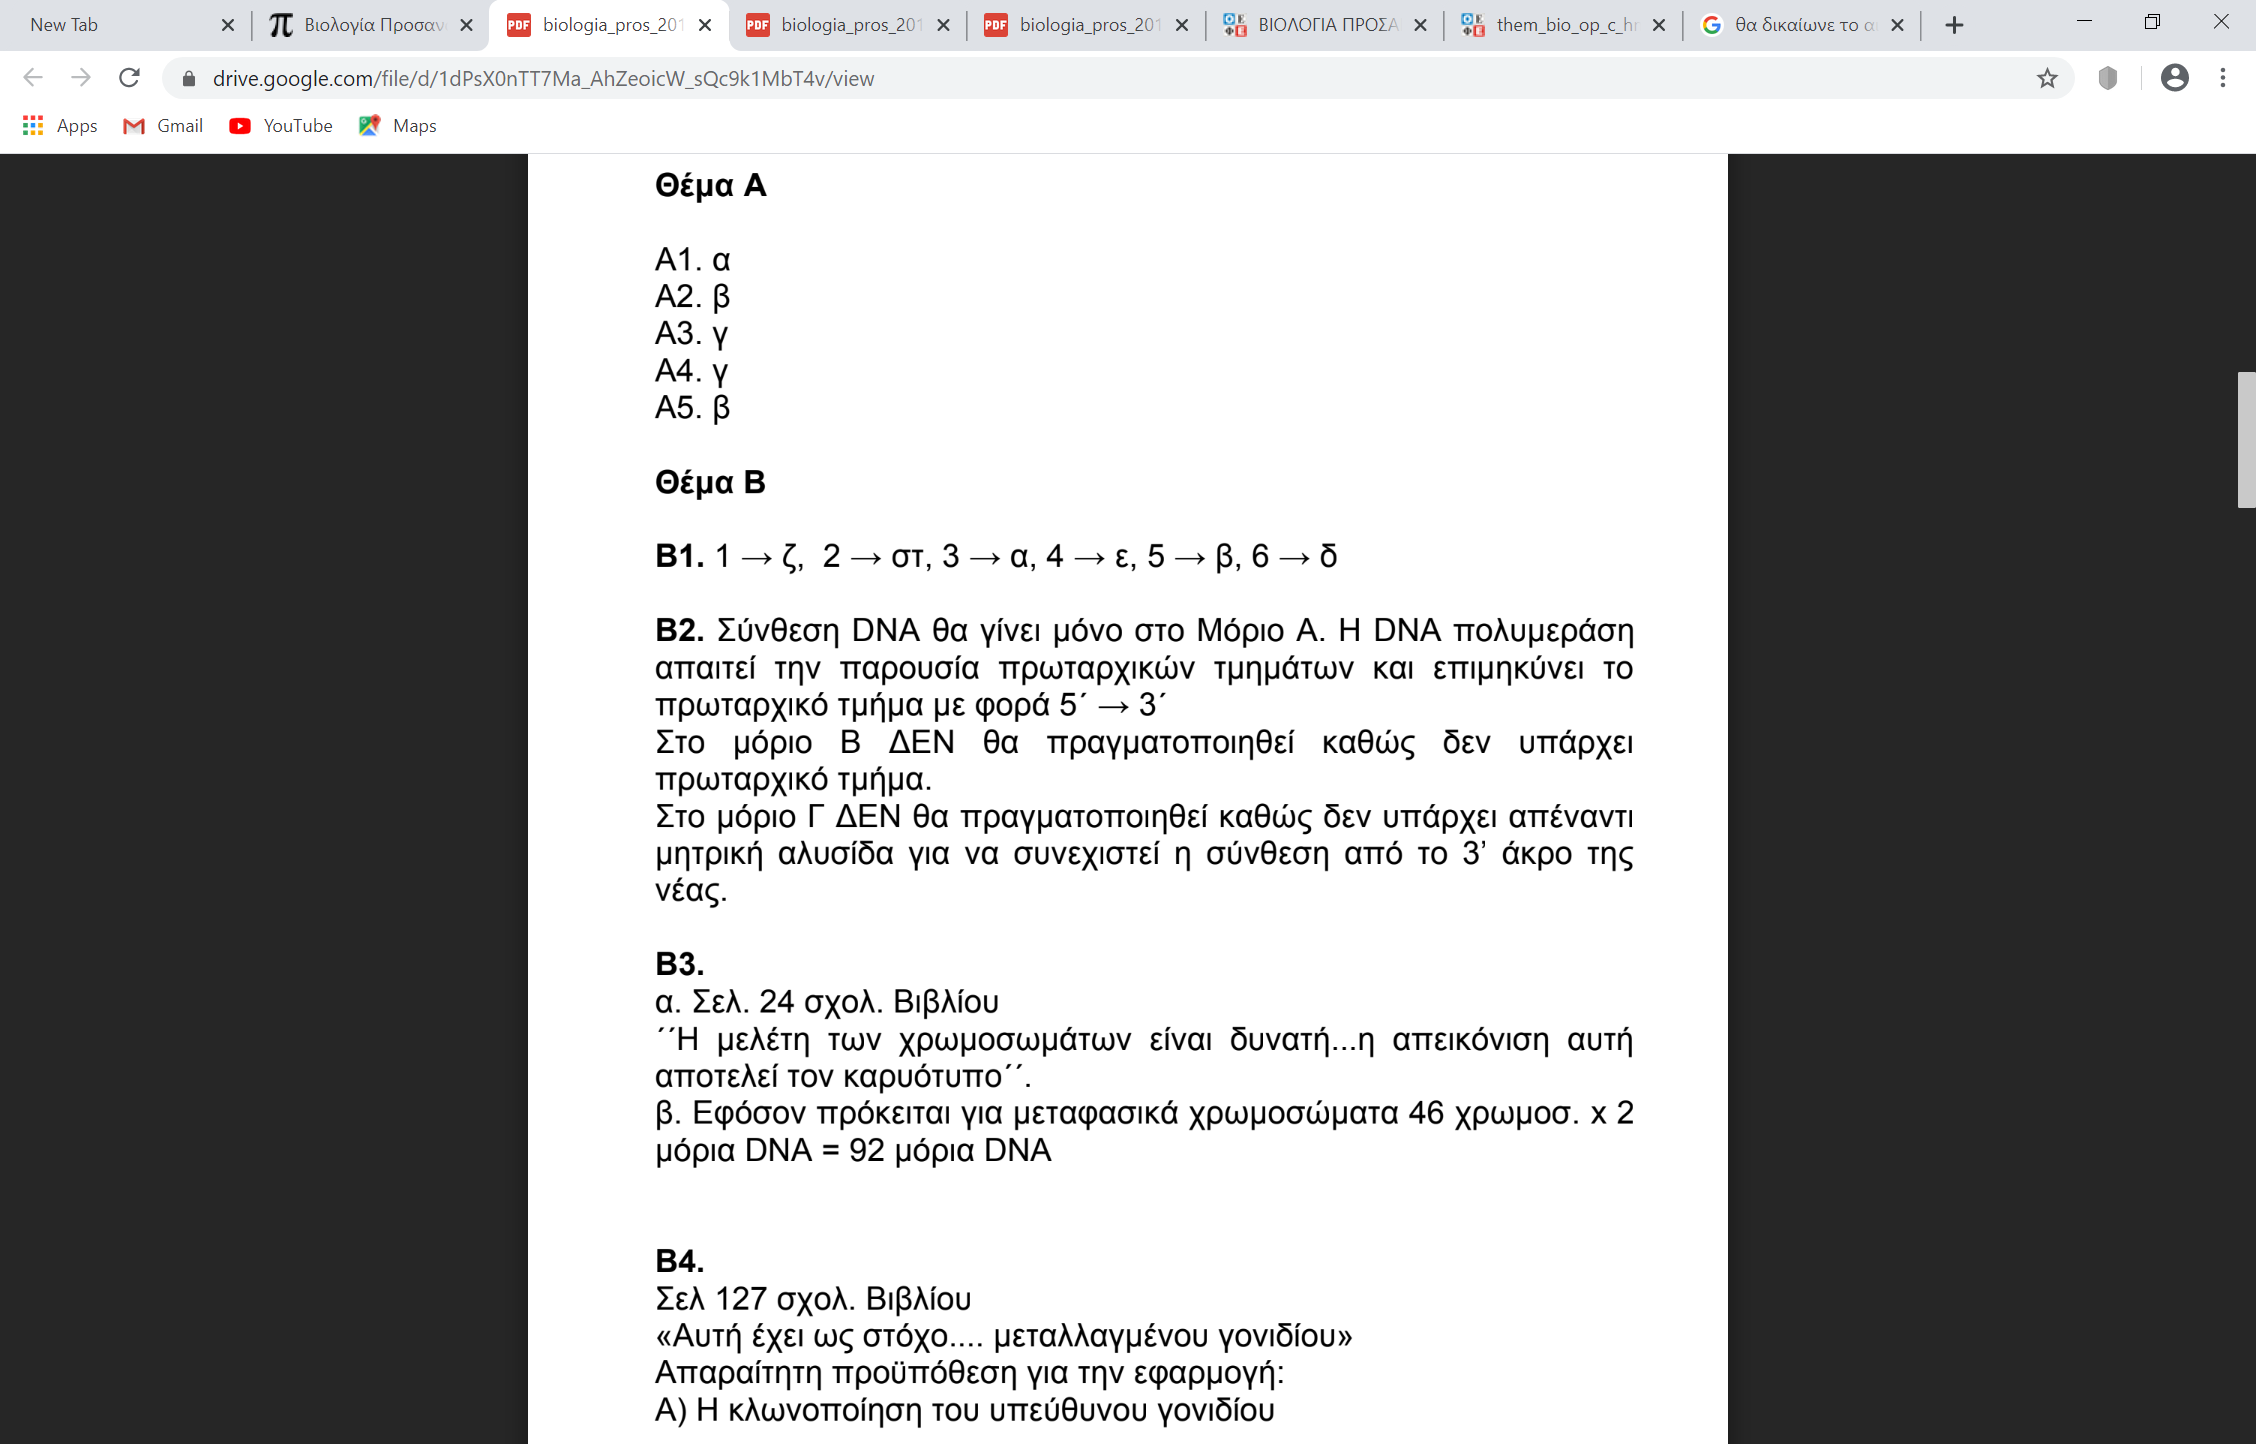 New Tab
Βιολογία Προσαν
biologia_pros_201
biologia_pros_201
biologia_pros_201
ΒΙΟΛΟΓΙΑ ΠΡΟΣΑ
them_bio_op_c_h
θα δικαίωνε το α
drive.google.com/file/d/1dPsX0nTT7Ma_AhZeoicW_sQc9k1MbT4v/view
Apps Gmail YouTube Maps
Θέμα Α
Α1. α
Α2. β
Α3. γ
Α4. γ
Α5. β
Θέμα Β
Β1. 1 → ζ, 2 → στ, 3 → α, 4 → ε, 5 → β, 6 → δ
Β2. Σύνθεση DNA θα γίνει μόνο στο Μόριο Α. Η DNA πολυμεράση
απαιτεί την παρουσία πρωταρχικών τμημάτων και επιμηκύνει το
πρωταρχικό τμήμα με φορά 5΄ → 3΄
Στο μόριο Β ΔΕΝ θα πραγματοποιηθεί καθώς δεν υπάρχει
πρωταρχικό τμήμα.
Στο μόριο Γ ΔΕΝ θα πραγματοποιηθεί καθώς δεν υπάρχει απέναντι
μητρική αλυσίδα για να συνεχιστεί η σύνθεση από το 3’ άκρο της
νέας.
Β3.
α. Σελ. 24 σχολ. Βιβλίου
΄΄Η μελέτη των χρωμοσωμάτων είναι δυνατή...η απεικόνιση αυτή
αποτελεί τον καρυότυπο΄΄.
β. Εφόσον πρόκειται για μεταφασικά χρωμοσώματα 46 χρωμοσ. x 2
μόρια DNA = 92 μόρια DNA
Β4.
Σελ 127 σχολ. Βιβλίου
«Αυτή έχει ως στόχο.... μεταλλαγμένου γονιδίου»
Απαραίτητη προϋπόθεση για την εφαρμογή:
Α) Η κλωνοποίηση του υπεύθυνου γονιδίου